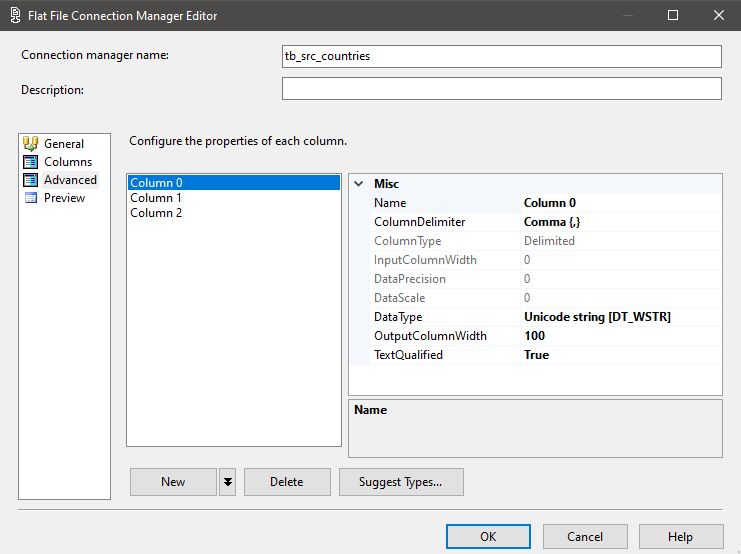 Flat File Connection Manager Editor
Connection manager name:
tb_src_countries
Description:
General
Columns
Advanced
Preview
Configure the properties of each column.
Column 0
Column 1
Column 2
Misc
Name Column 0
ColumnDelimiter Comma {,}
ColumnType Delimited
InputColumnWidth 0
DataPrecision 0
DataScale 0
DataType Unicode string [DT_WSTR]
OutputColumnWidth 100
TextQualified True
Name
New
Delete
Suggest Types...
OK
Cancel
Help